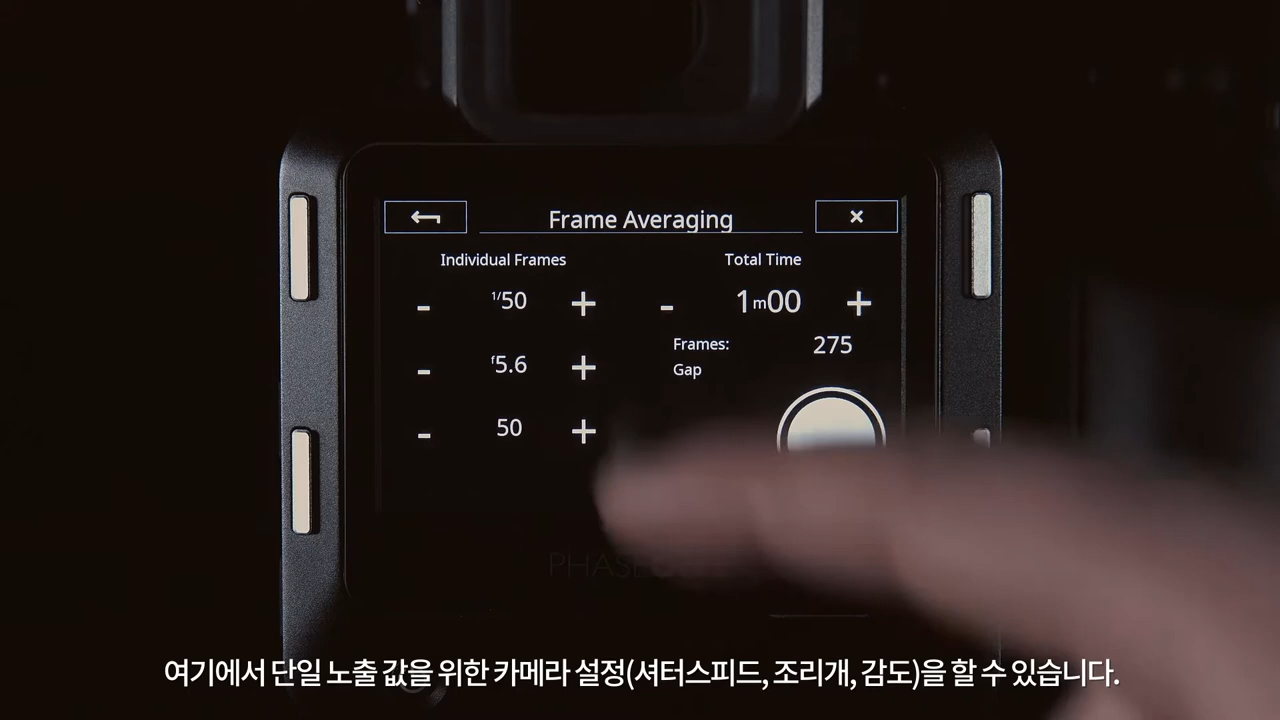 Frame Averaging
Individual Frames
Total Time
- 1/50 +
- 1m00 +
Frames: 275
Gap
- f5.6 +
- 50 +
PHASE
여기에서 단일 노출 값을 위한 카메라 설정(셔터스피드, 조리개, 감도)을 할 수 있습니다.